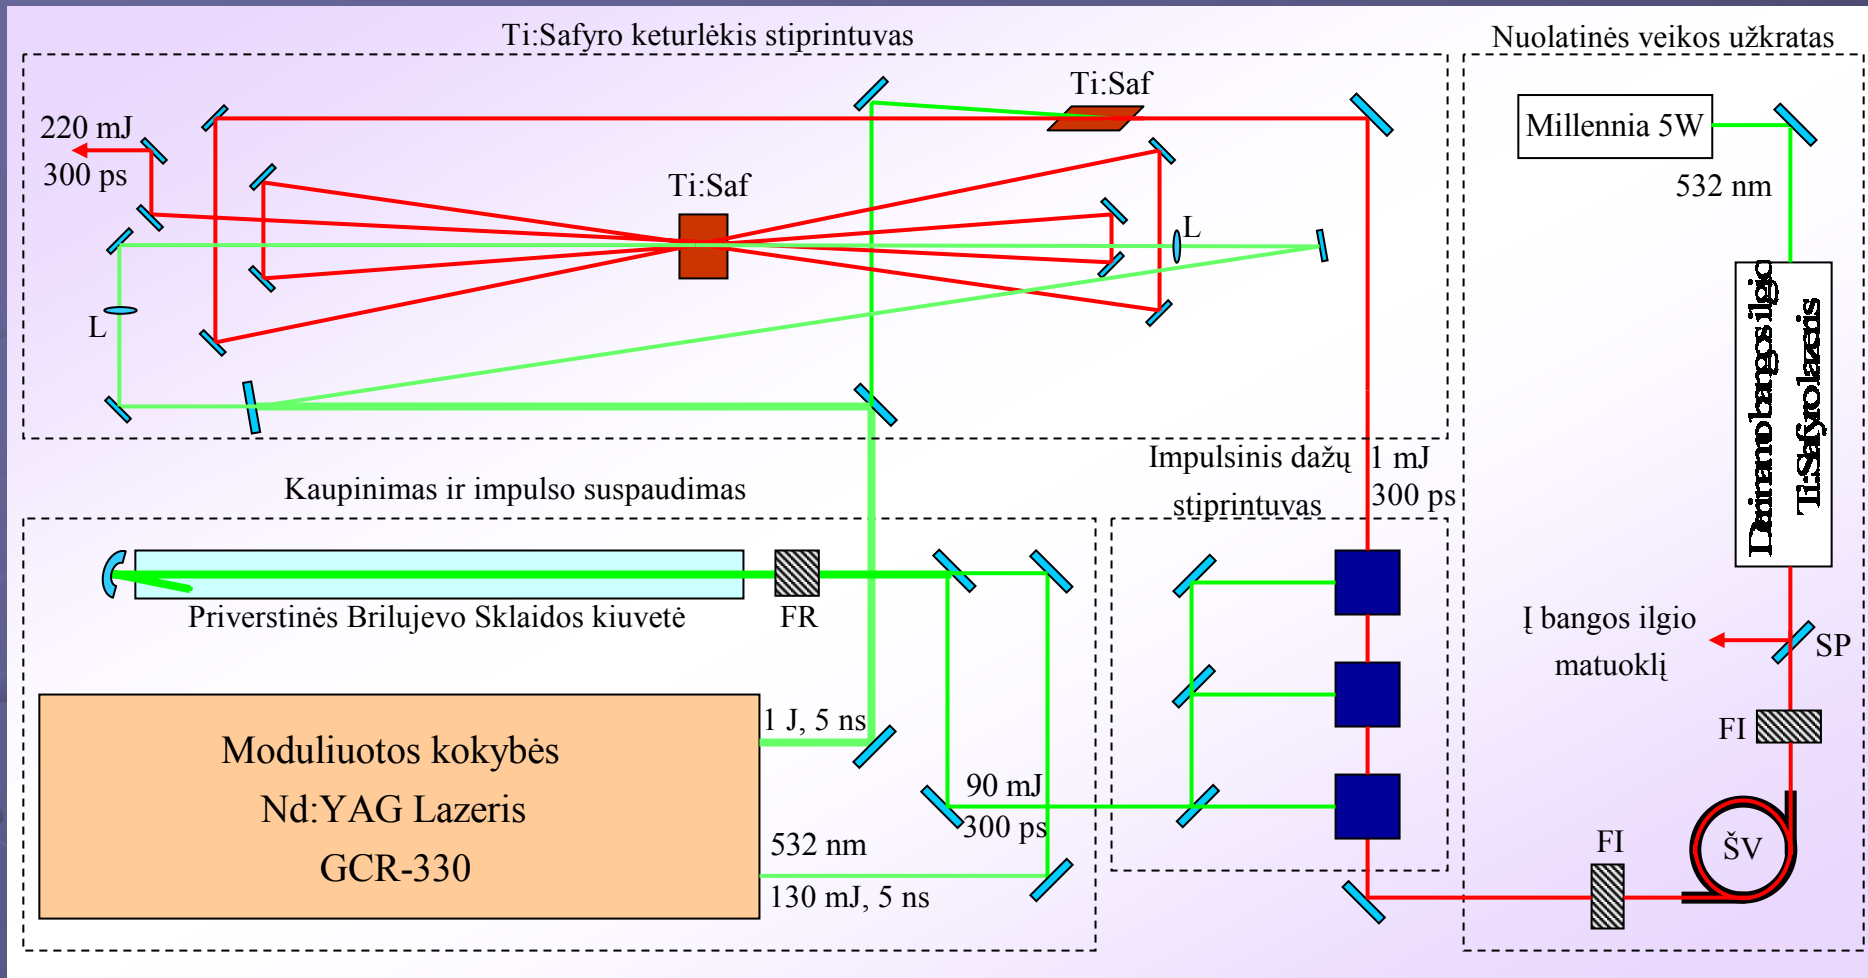 Ti:Safyro keturlėkis stiprintuvas
Nuolatinės veikos užkratas
Ti:Saf
220 mJ
300 ps
Ti:Saf
L
L
Millennia 5W
532 nm
Ti:Safyro lazeris
Impulsinis dažų
stiprintuvas
1 mJ
300 ps
Kaupinimas ir impulso suspaudimas
Priverstinės Brilujevo Sklaidos kiuvetė
FR
Į bangos ilgio
matuoklį
SP
FI
1 J, 5 ns
Moduliuotos kokybės
Nd:YAG Lazeris
GCR-330
90 mJ
300 ps
532 nm
130 mJ, 5 ns
FI
ŠV